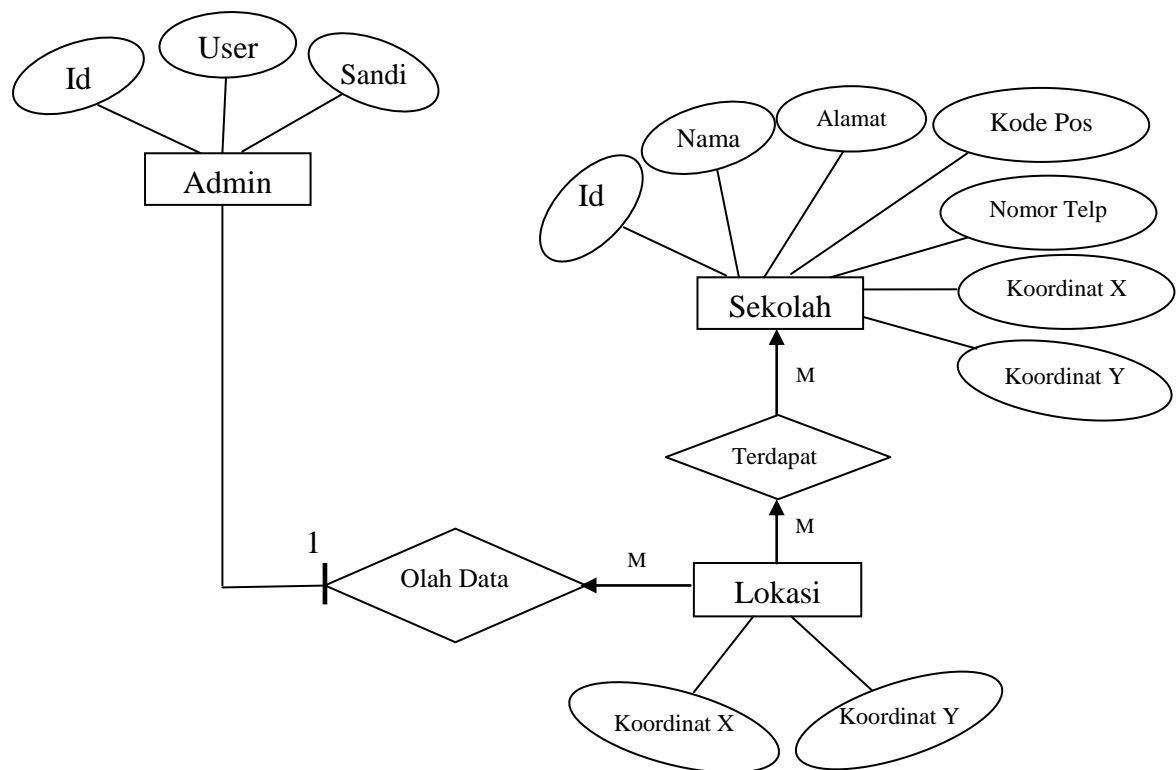 User
Id
Sandi
Admin
Alamat
Kode Pos
Nama
Id
Nomor Telp
Koordinat X
Sekolah
Koordinat Y
M
Terdapat
M
1
M
Olah Data
Lokasi
Koordinat X
Koordinat Y